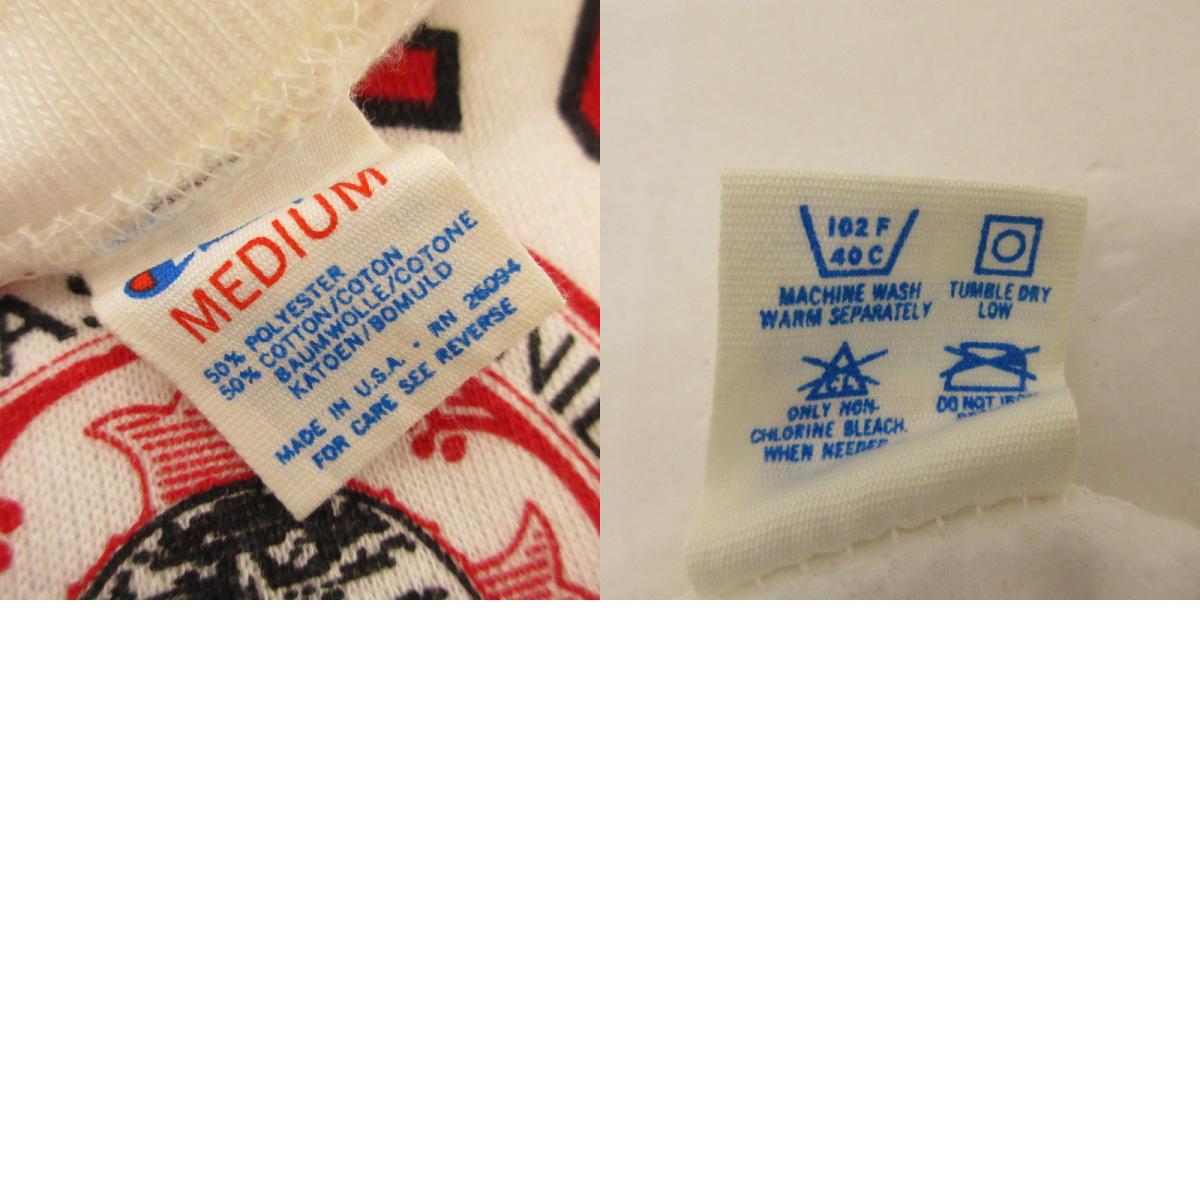 MEDIUM
50% POLYESTER
50% COTTON/COTON
BAUMWOLLE/COTONE
KATOEN/BOMULD
MADE IN U.S.A. · RN 26094
FOR CARE SEE REVERSE
102 F
40 C
MACHINE WASH
WARM SEPARATELY
TUMBLE DRY
LOW
CL
ONLY NON-
CHLORINE BLEACH.
WHEN NEEDED
DO NOT IRON